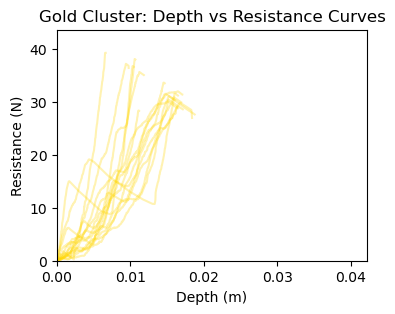 Gold Cluster: Depth vs Resistance Curves
40
30
20
10
0
Resistance (N)
0.00 0.01 0.02 0.03 0.04
Depth (m)